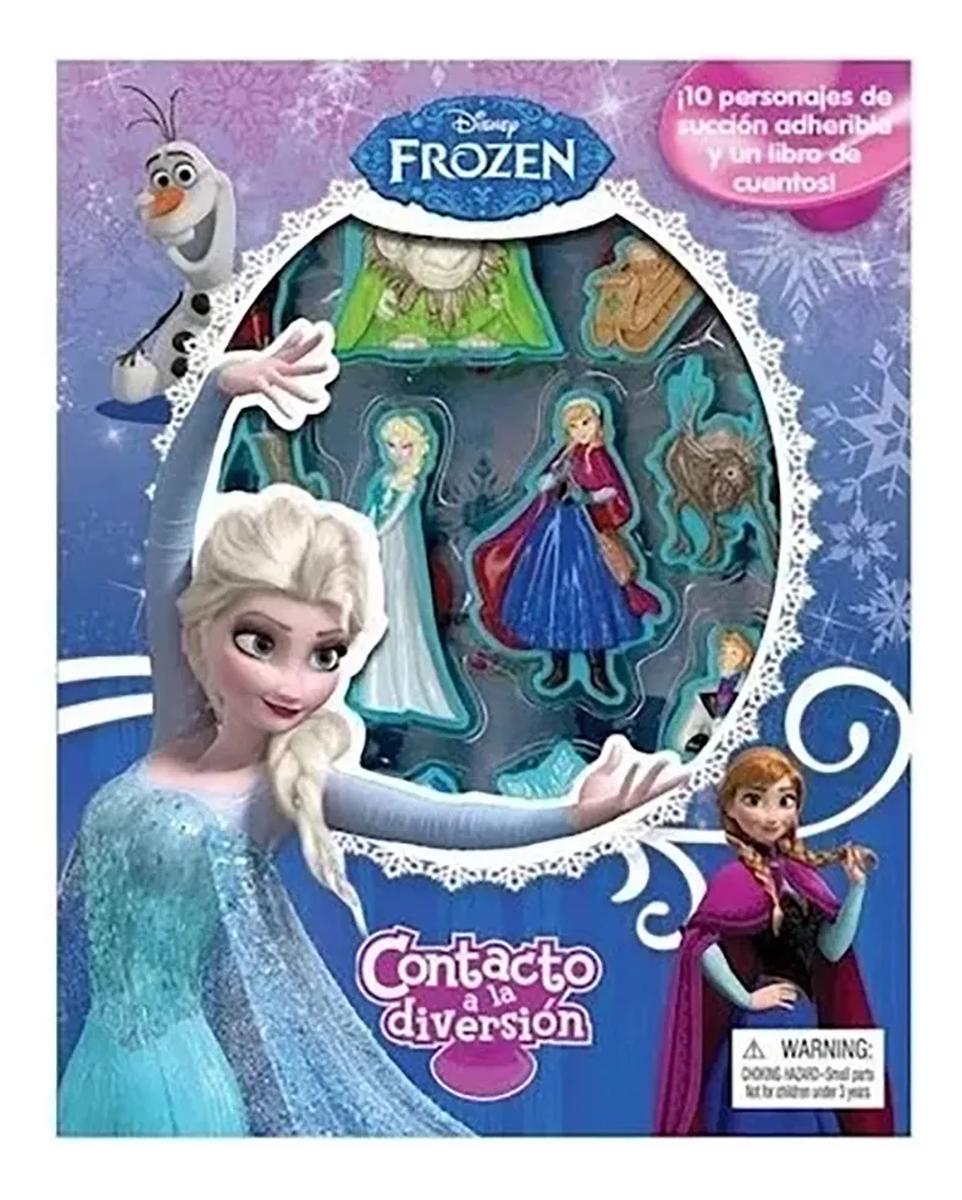 ¡10 personajes de
succión adherible
y un libro de
cuentos!
Disney
FROZEN
Contacto
a la
diversión
WARNING:
CHOKING HAZARD-Small parts
Not for children under 3 years